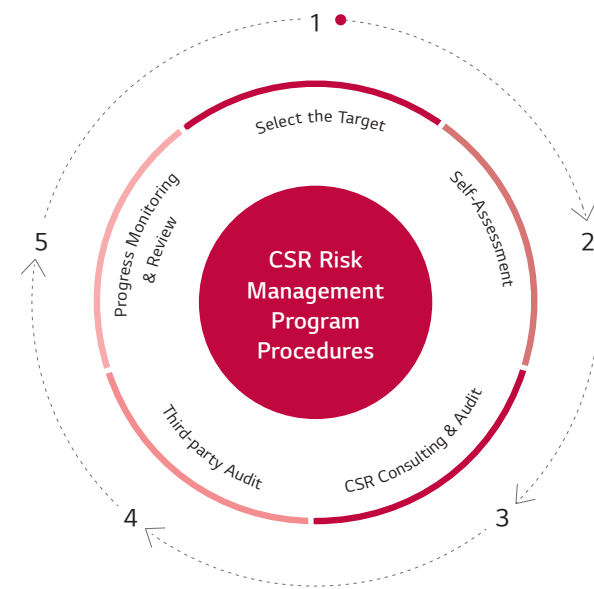 1
Select the Target
2
Self-Assessment
3
CSR Consulting & Audit
4
Third-party Audit
5
Progress Monitoring
& Review
CSR Risk
Management
Program
Procedures